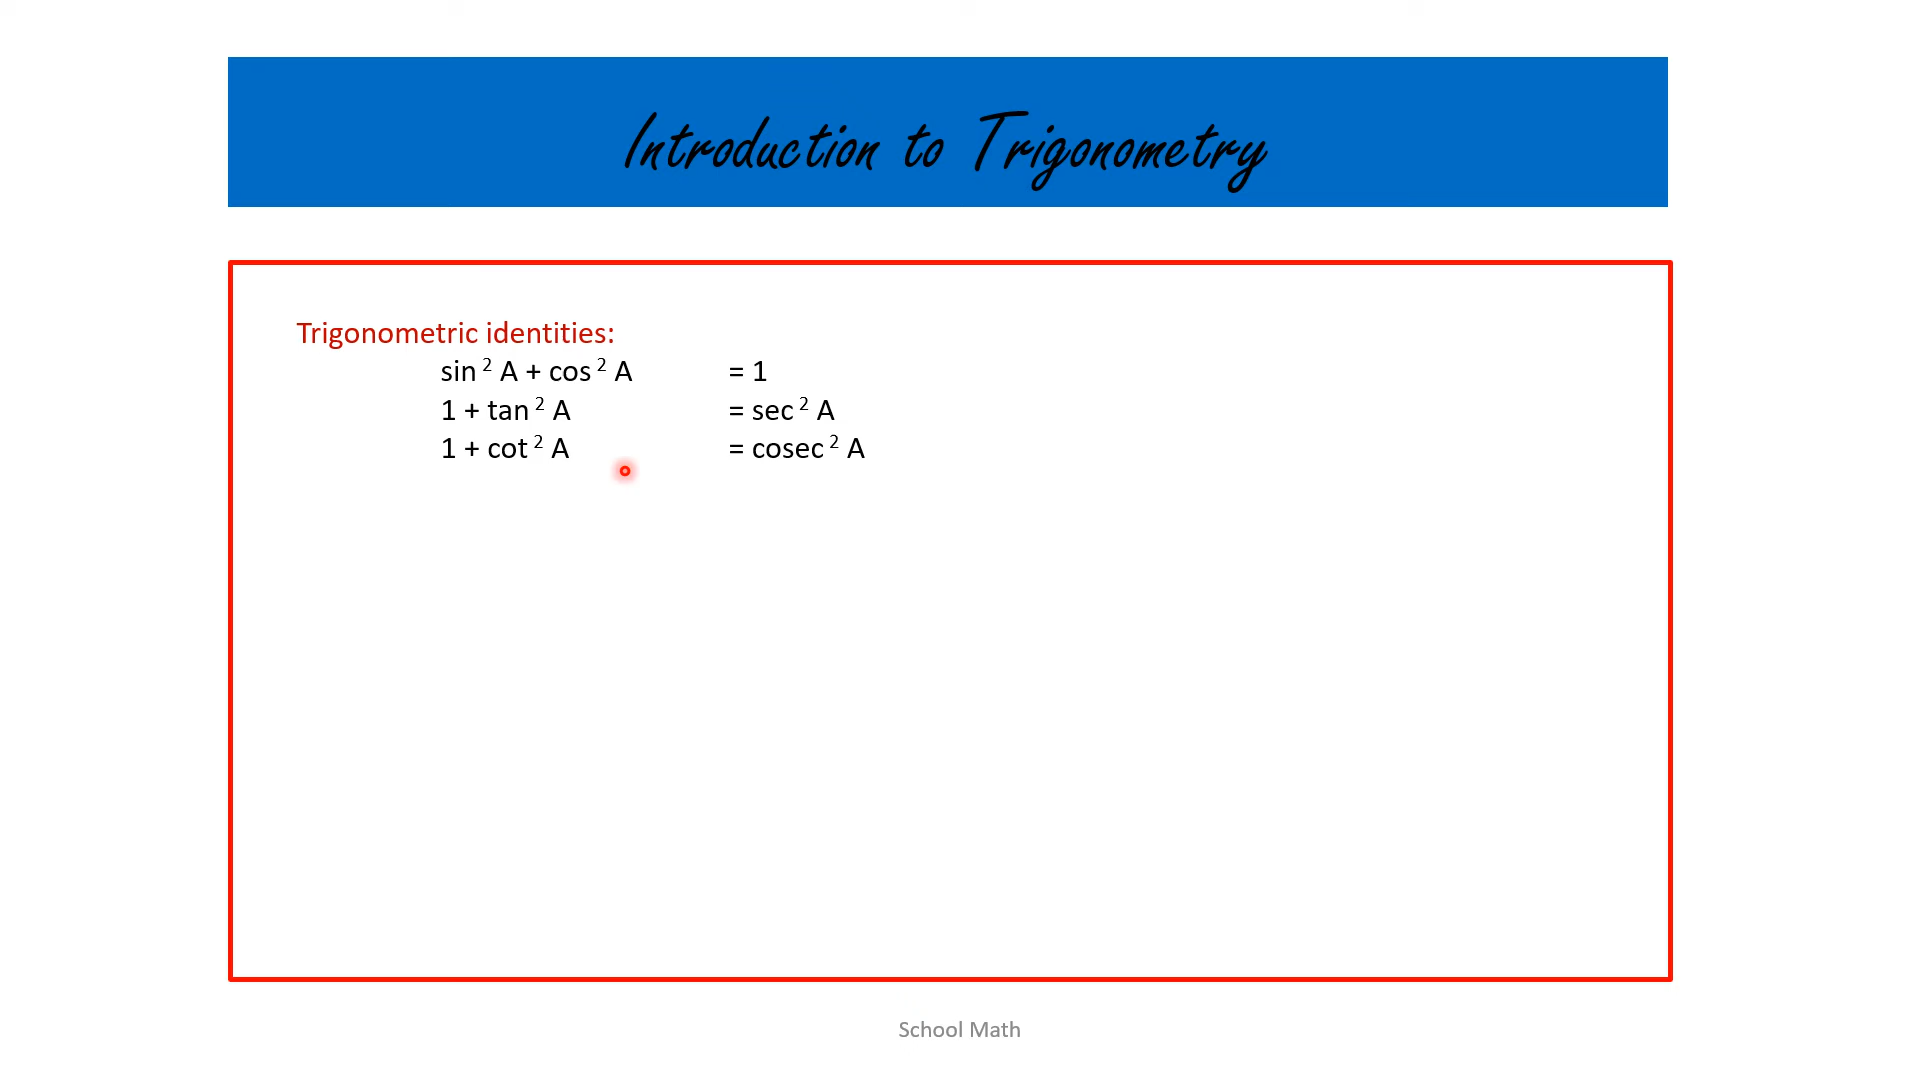 Introduction to Trigonometry
Trigonometric identities:
sin ² A + cos ² A = 1
1 + tan ² A = sec ² A
1 + cot ² A = cosec ² A
School Math